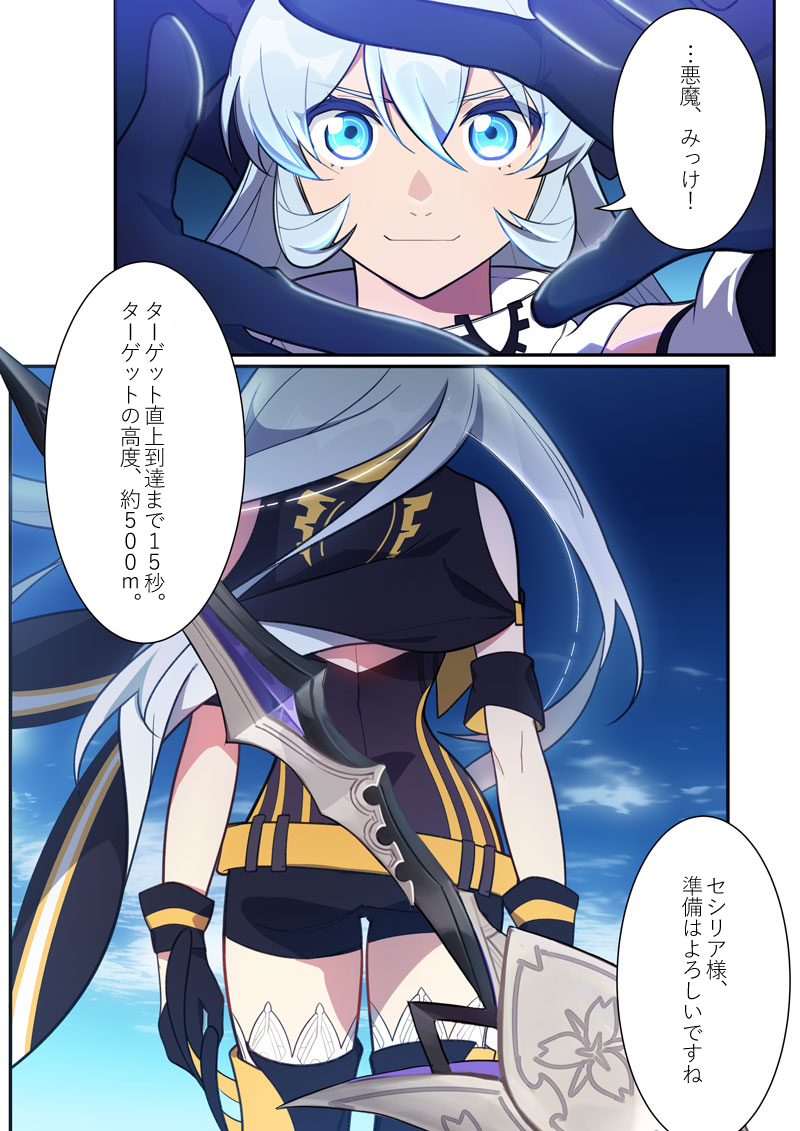 …悪魔、みっけ！
ターゲット直上到達まで１５秒。
ターゲットの高度、約５００ｍ。
セシリア様、
準備はよろしいですね